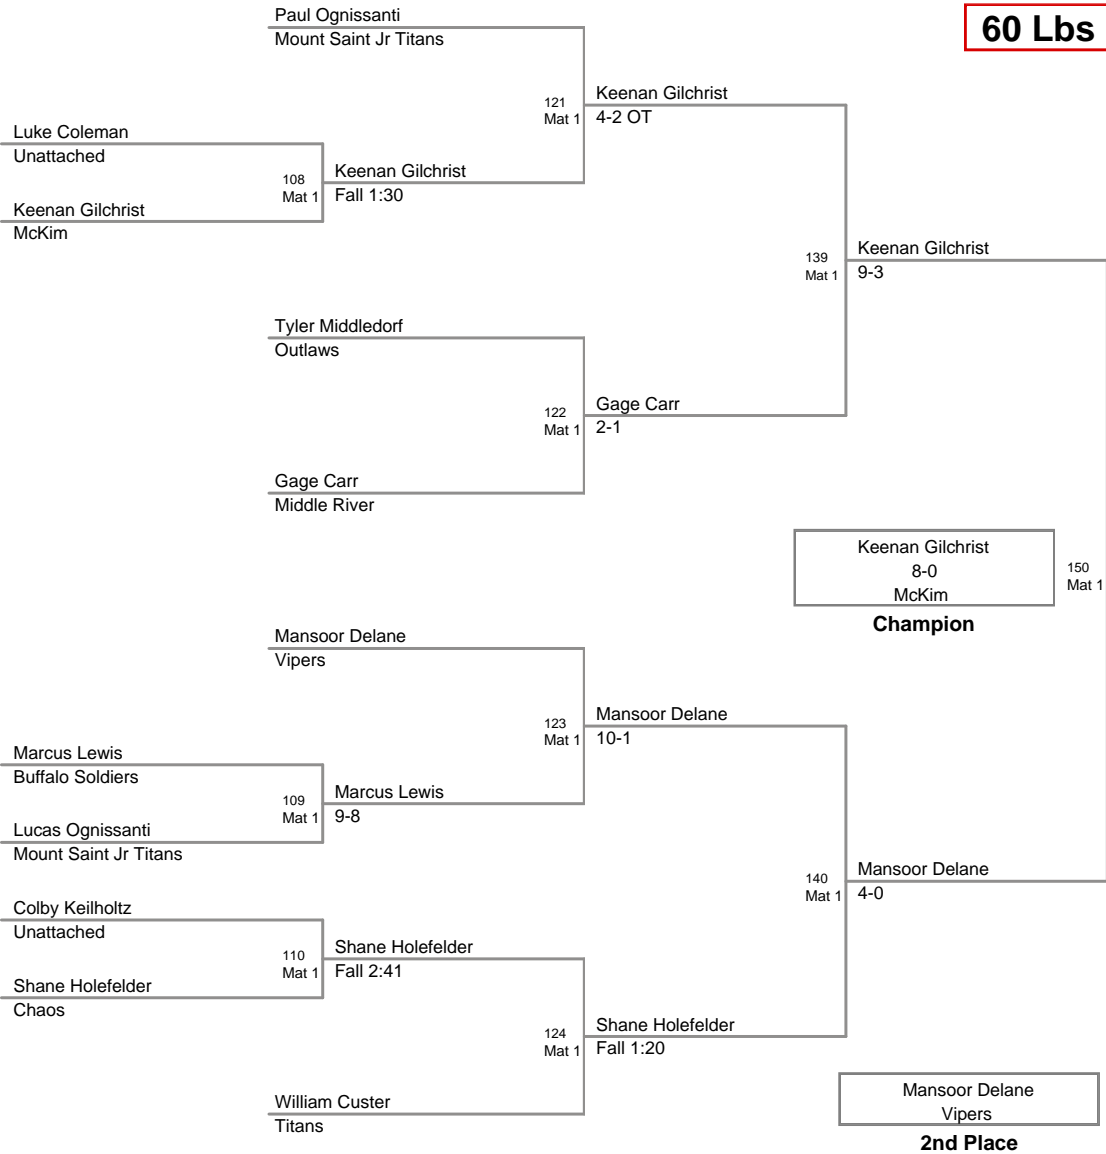 60 Lbs
Paul Ognissanti
Mount Saint Jr Titans
121
Mat 1
Keenan Gilchrist
4-2 OT
Luke Coleman
Unattached
108
Mat 1
Keenan Gilchrist
Fall 1:30
Keenan Gilchrist
McKim
139
Mat 1
Keenan Gilchrist
9-3
Tyler Middledorf
Outlaws
122
Mat 1
Gage Carr
2-1
Gage Carr
Middle River
Keenan Gilchrist
8-0
McKim
Champion
150
Mat 1
Mansoor Delane
Vipers
123
Mat 1
Mansoor Delane
10-1
Marcus Lewis
Buffalo Soldiers
109
Mat 1
Marcus Lewis
9-8
Lucas Ognissanti
Mount Saint Jr Titans
140
Mat 1
Mansoor Delane
4-0
Colby Keilholtz
Unattached
110
Mat 1
Shane Holefelder
Fall 2:41
Shane Holefelder
Chaos
124
Mat 1
Shane Holefelder
Fall 1:20
William Custer
Titans
Mansoor Delane
Vipers
2nd Place